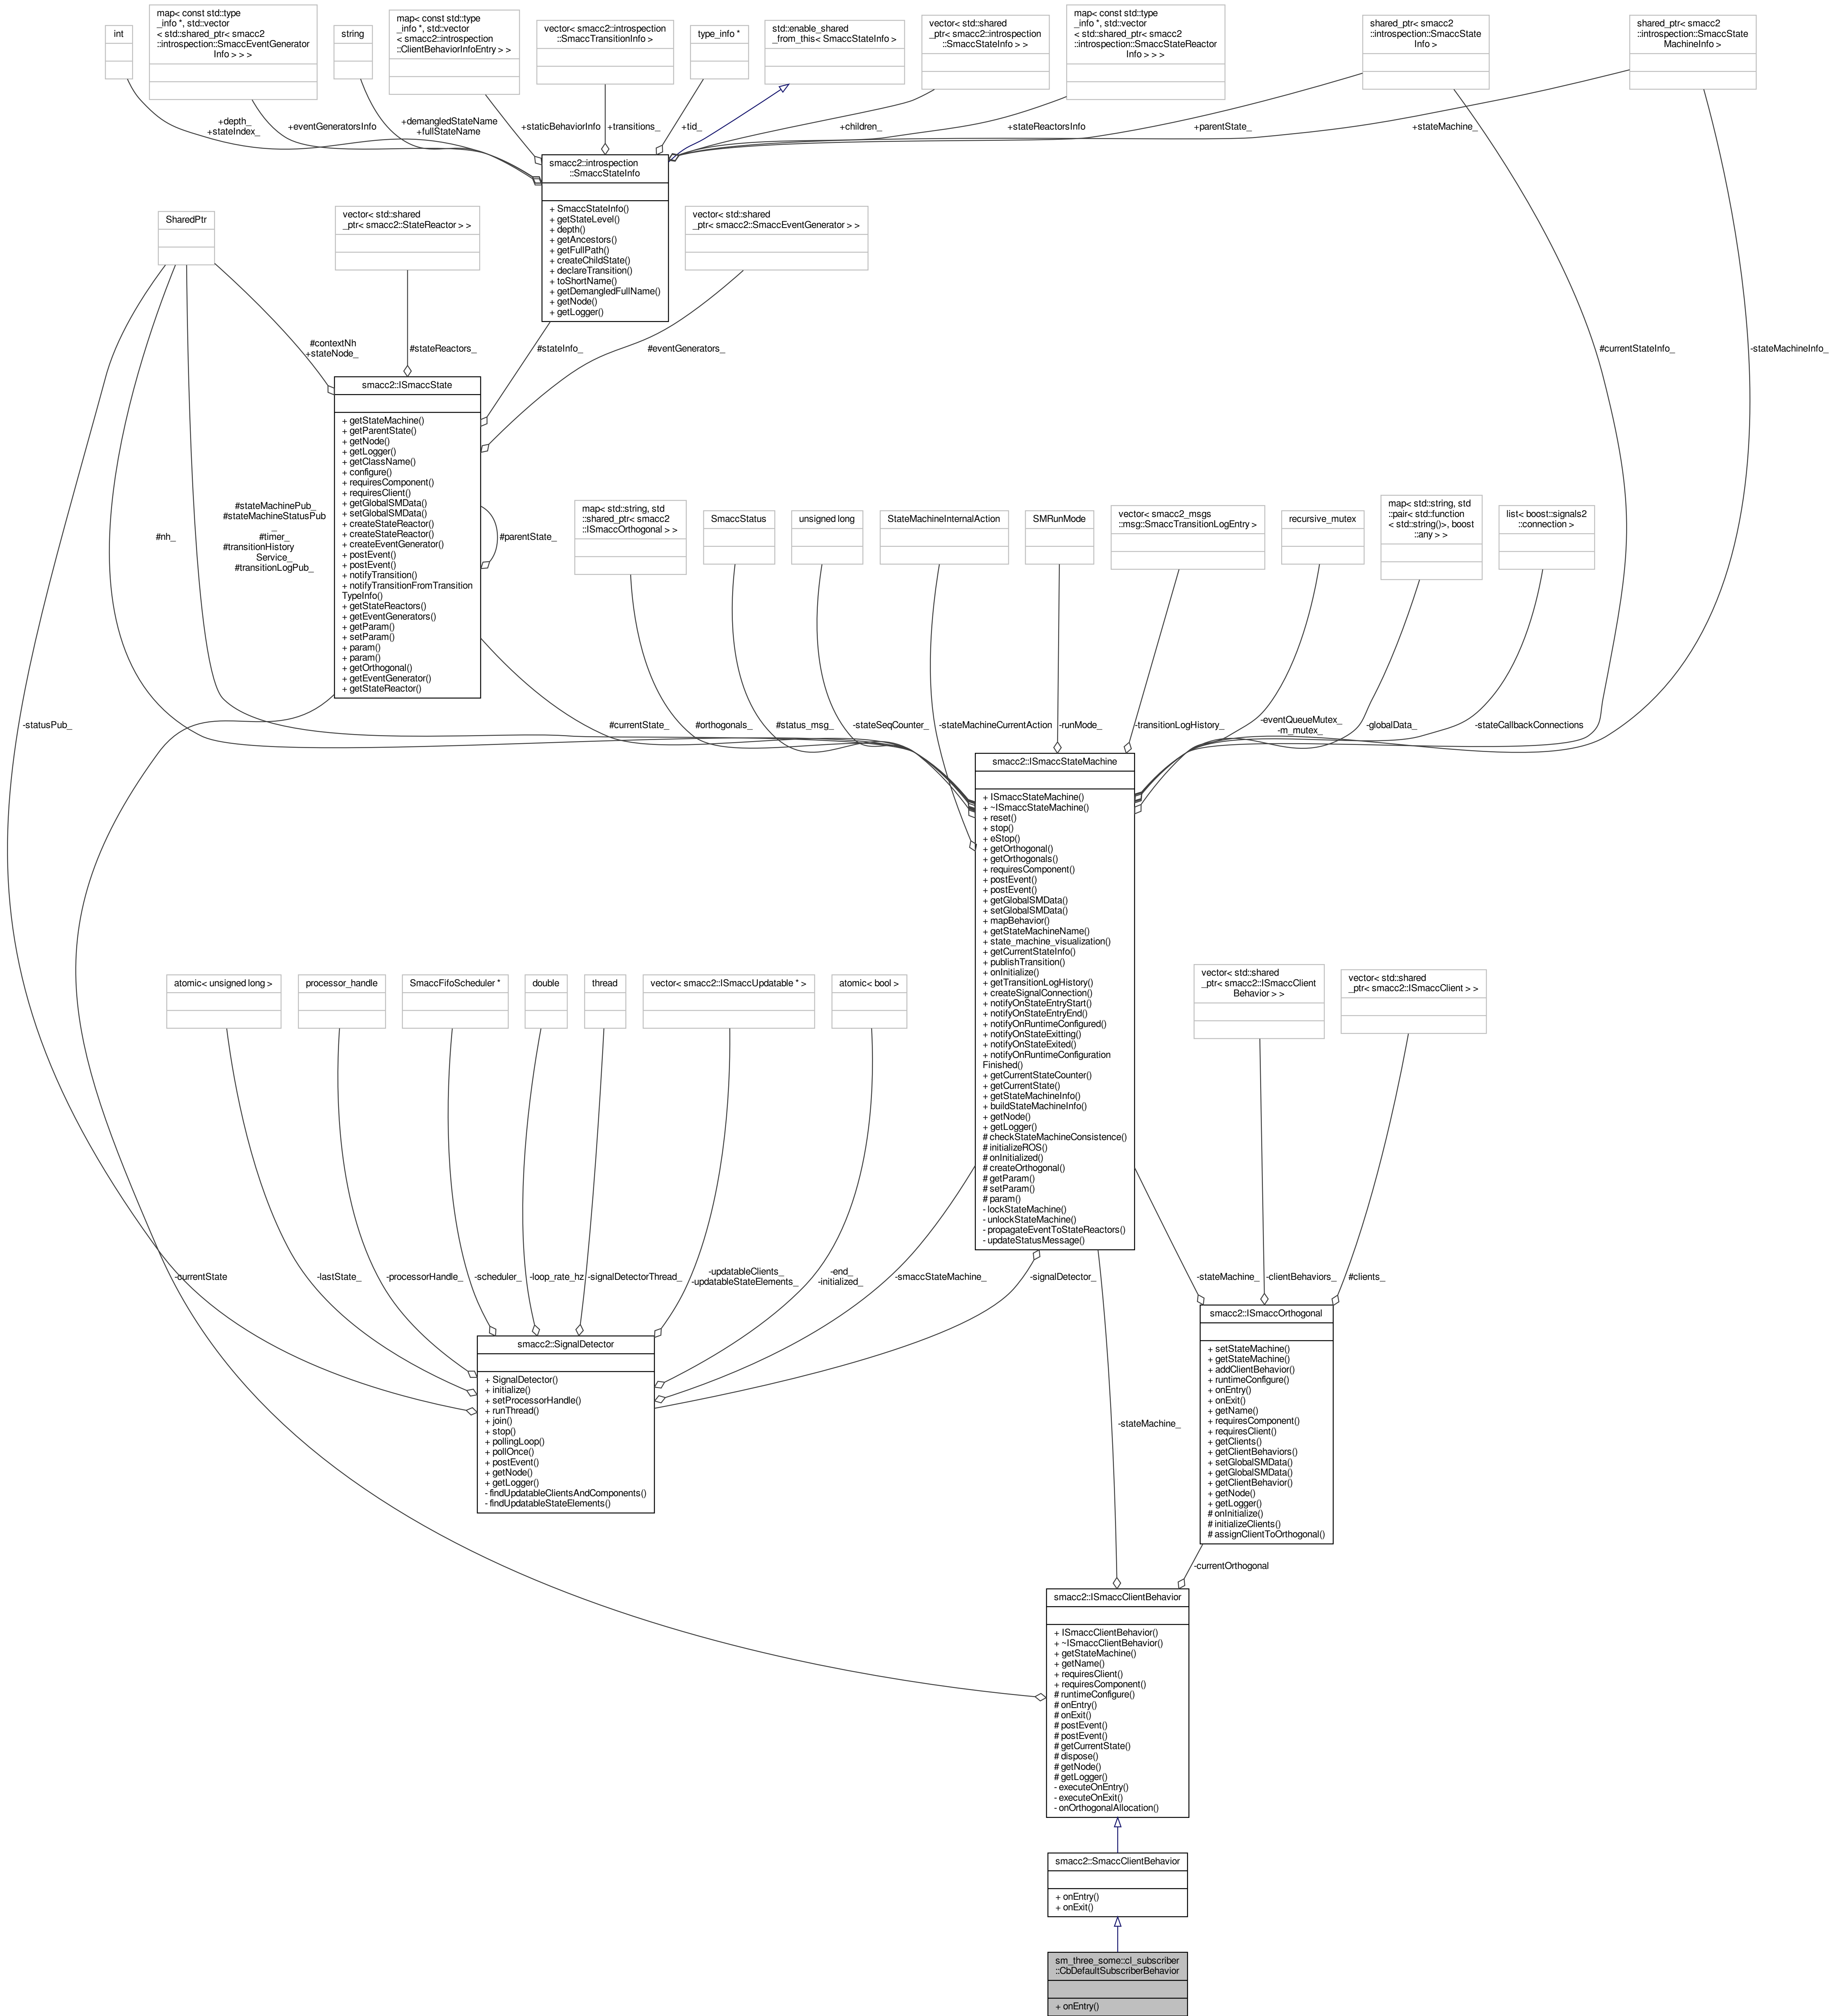 int
map< const std::type
_info *, std::vector
< std::shared_ptr< smacc2
::introspection::SmaccEventGenerator
Info > > >
string
map< const std::type
_info *, std::vector
< smacc2::introspection
::ClientBehaviorInfoEntry > >
vector< smacc2::introspection
::SmaccTransitionInfo >
type_info *
std::enable_shared
_from_this< SmaccStateInfo >
vector< std::shared
_ptr< smacc2::introspection
::SmaccStateInfo > >
map< const std::type
_info *, std::vector
< std::shared_ptr< smacc2
::introspection::SmaccStateReactor
Info > > >
shared_ptr< smacc2
::introspection::SmaccState
Info >
shared_ptr< smacc2
::introspection::SmaccState
MachineInfo >
+depth_
+stateIndex_
+eventGeneratorsInfo
+demangledStateName
+fullStateName
+staticBehaviorInfo
+transitions_
+tid_
+children_
+stateReactorsInfo
+parentState_
+stateMachine_
smacc2::introspection
::SmaccStateInfo
+ SmaccStateInfo()
+ getStateLevel()
+ depth()
+ getAncestors()
+ getFullPath()
+ createChildState()
+ declareTransition()
+ toShortName()
+ getDemangledFullName()
+ getNode()
+ getLogger()
SharedPtr
vector< std::shared
_ptr< smacc2::StateReactor > >
vector< std::shared
_ptr< smacc2::SmaccEventGenerator > >
#contextNh
+stateNode_
#stateReactors_
#stateInfo_
#eventGenerators_
#currentStateInfo_
-stateMachineInfo_
smacc2::ISmaccState
+ getStateMachine()
+ getParentState()
+ getNode()
+ getLogger()
+ getClassName()
+ configure()
+ requiresComponent()
+ requiresClient()
+ getGlobalSMData()
+ setGlobalSMData()
+ createStateReactor()
+ createStateReactor()
+ createEventGenerator()
+ postEvent()
+ postEvent()
+ notifyTransition()
+ notifyTransitionFromTransition
TypeInfo()
+ getStateReactors()
+ getEventGenerators()
+ getParam()
+ setParam()
+ param()
+ param()
+ getOrthogonal()
+ getEventGenerator()
+ getStateReactor()
#parentState_
#nh_
#stateMachinePub_
#stateMachineStatusPub
_
#timer_
#transitionHistory
Service_
#transitionLogPub_
map< std::string, std
::shared_ptr< smacc2
::ISmaccOrthogonal > >
SmaccStatus
unsigned long
StateMachineInternalAction
SMRunMode
vector< smacc2_msgs
::msg::SmaccTransitionLogEntry >
recursive_mutex
map< std::string, std
::pair< std::function
< std::string()>, boost
::any > >
list< boost::signals2
::connection >
-statusPub_
#currentState_
#orthogonals_
#status_msg_
-stateSeqCounter_
-stateMachineCurrentAction
-runMode_
-transitionLogHistory_
-eventQueueMutex_
-m_mutex_
-globalData_
-stateCallbackConnections
smacc2::ISmaccStateMachine
+ ISmaccStateMachine()
+ ~ISmaccStateMachine()
+ reset()
+ stop()
+ eStop()
+ getOrthogonal()
+ getOrthogonals()
+ requiresComponent()
+ postEvent()
+ postEvent()
+ getGlobalSMData()
+ setGlobalSMData()
+ mapBehavior()
+ getStateMachineName()
+ state_machine_visualization()
+ getCurrentStateInfo()
+ publishTransition()
+ onInitialize()
+ getTransitionLogHistory()
+ createSignalConnection()
+ notifyOnStateEntryStart()
+ notifyOnStateEntryEnd()
+ notifyOnRuntimeConfigured()
+ notifyOnStateExitting()
+ notifyOnStateExited()
+ notifyOnRuntimeConfiguration
Finished()
+ getCurrentStateCounter()
+ getCurrentState()
+ getStateMachineInfo()
+ buildStateMachineInfo()
+ getNode()
+ getLogger()
# checkStateMachineConsistence()
# initializeROS()
# onInitialized()
# createOrthogonal()
# getParam()
# setParam()
# param()
- lockStateMachine()
- unlockStateMachine()
- propagateEventToStateReactors()
- updateStatusMessage()
atomic< unsigned long >
processor_handle
SmaccFifoScheduler *
double
thread
vector< smacc2::ISmaccUpdatable * >
atomic< bool >
vector< std::shared
_ptr< smacc2::ISmaccClient
Behavior > >
vector< std::shared
_ptr< smacc2::ISmaccClient > >
-currentState
-lastState_
-processorHandle_
-scheduler_
-loop_rate_hz
-signalDetectorThread_
-updatableClients_
-updatableStateElements_
-end_
-initialized_
-smaccStateMachine_
-signalDetector_
-stateMachine_
-clientBehaviors_
#clients_
smacc2::SignalDetector
+ SignalDetector()
+ initialize()
+ setProcessorHandle()
+ runThread()
+ join()
+ stop()
+ pollingLoop()
+ pollOnce()
+ postEvent()
+ getNode()
+ getLogger()
- findUpdatableClientsAndComponents()
- findUpdatableStateElements()
smacc2::ISmaccOrthogonal
+ setStateMachine()
+ getStateMachine()
+ addClientBehavior()
+ runtimeConfigure()
+ onEntry()
+ onExit()
+ getName()
+ requiresComponent()
+ requiresClient()
+ getClients()
+ getClientBehaviors()
+ setGlobalSMData()
+ getGlobalSMData()
+ getClientBehavior()
+ getNode()
+ getLogger()
# onInitialize()
# initializeClients()
# assignClientToOrthogonal()
-stateMachine_
-currentOrthogonal
smacc2::ISmaccClientBehavior
+ ISmaccClientBehavior()
+ ~ISmaccClientBehavior()
+ getStateMachine()
+ getName()
+ requiresClient()
+ requiresComponent()
# runtimeConfigure()
# onEntry()
# onExit()
# postEvent()
# postEvent()
# getCurrentState()
# dispose()
# getNode()
# getLogger()
- executeOnEntry()
- executeOnExit()
- onOrthogonalAllocation()
smacc2::SmaccClientBehavior
+ onEntry()
+ onExit()
sm_three_some::cl_subscriber
::CbDefaultSubscriberBehavior
+ onEntry()